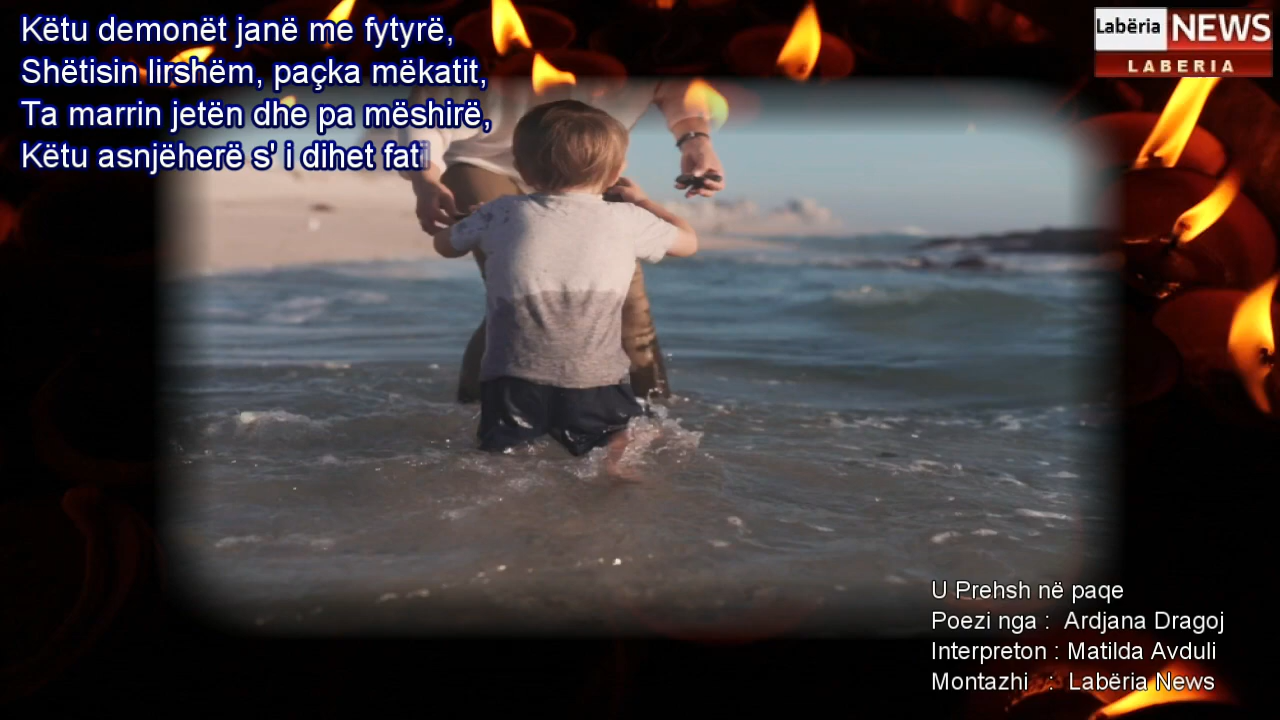 Këtu demonët janë me fytyrë,
Shëtisin lirshëm, paçka mëkatit,
Ta marrin jetën dhe pa mëshirë,
Këtu asnjëherë s' i dihet fati
Labëria NEWS
LABERIA
U Prehsh në paqe
Poezi nga : Ardjana Dragoj
Interpreton : Matilda Avduli
Montazhi : Labëria News